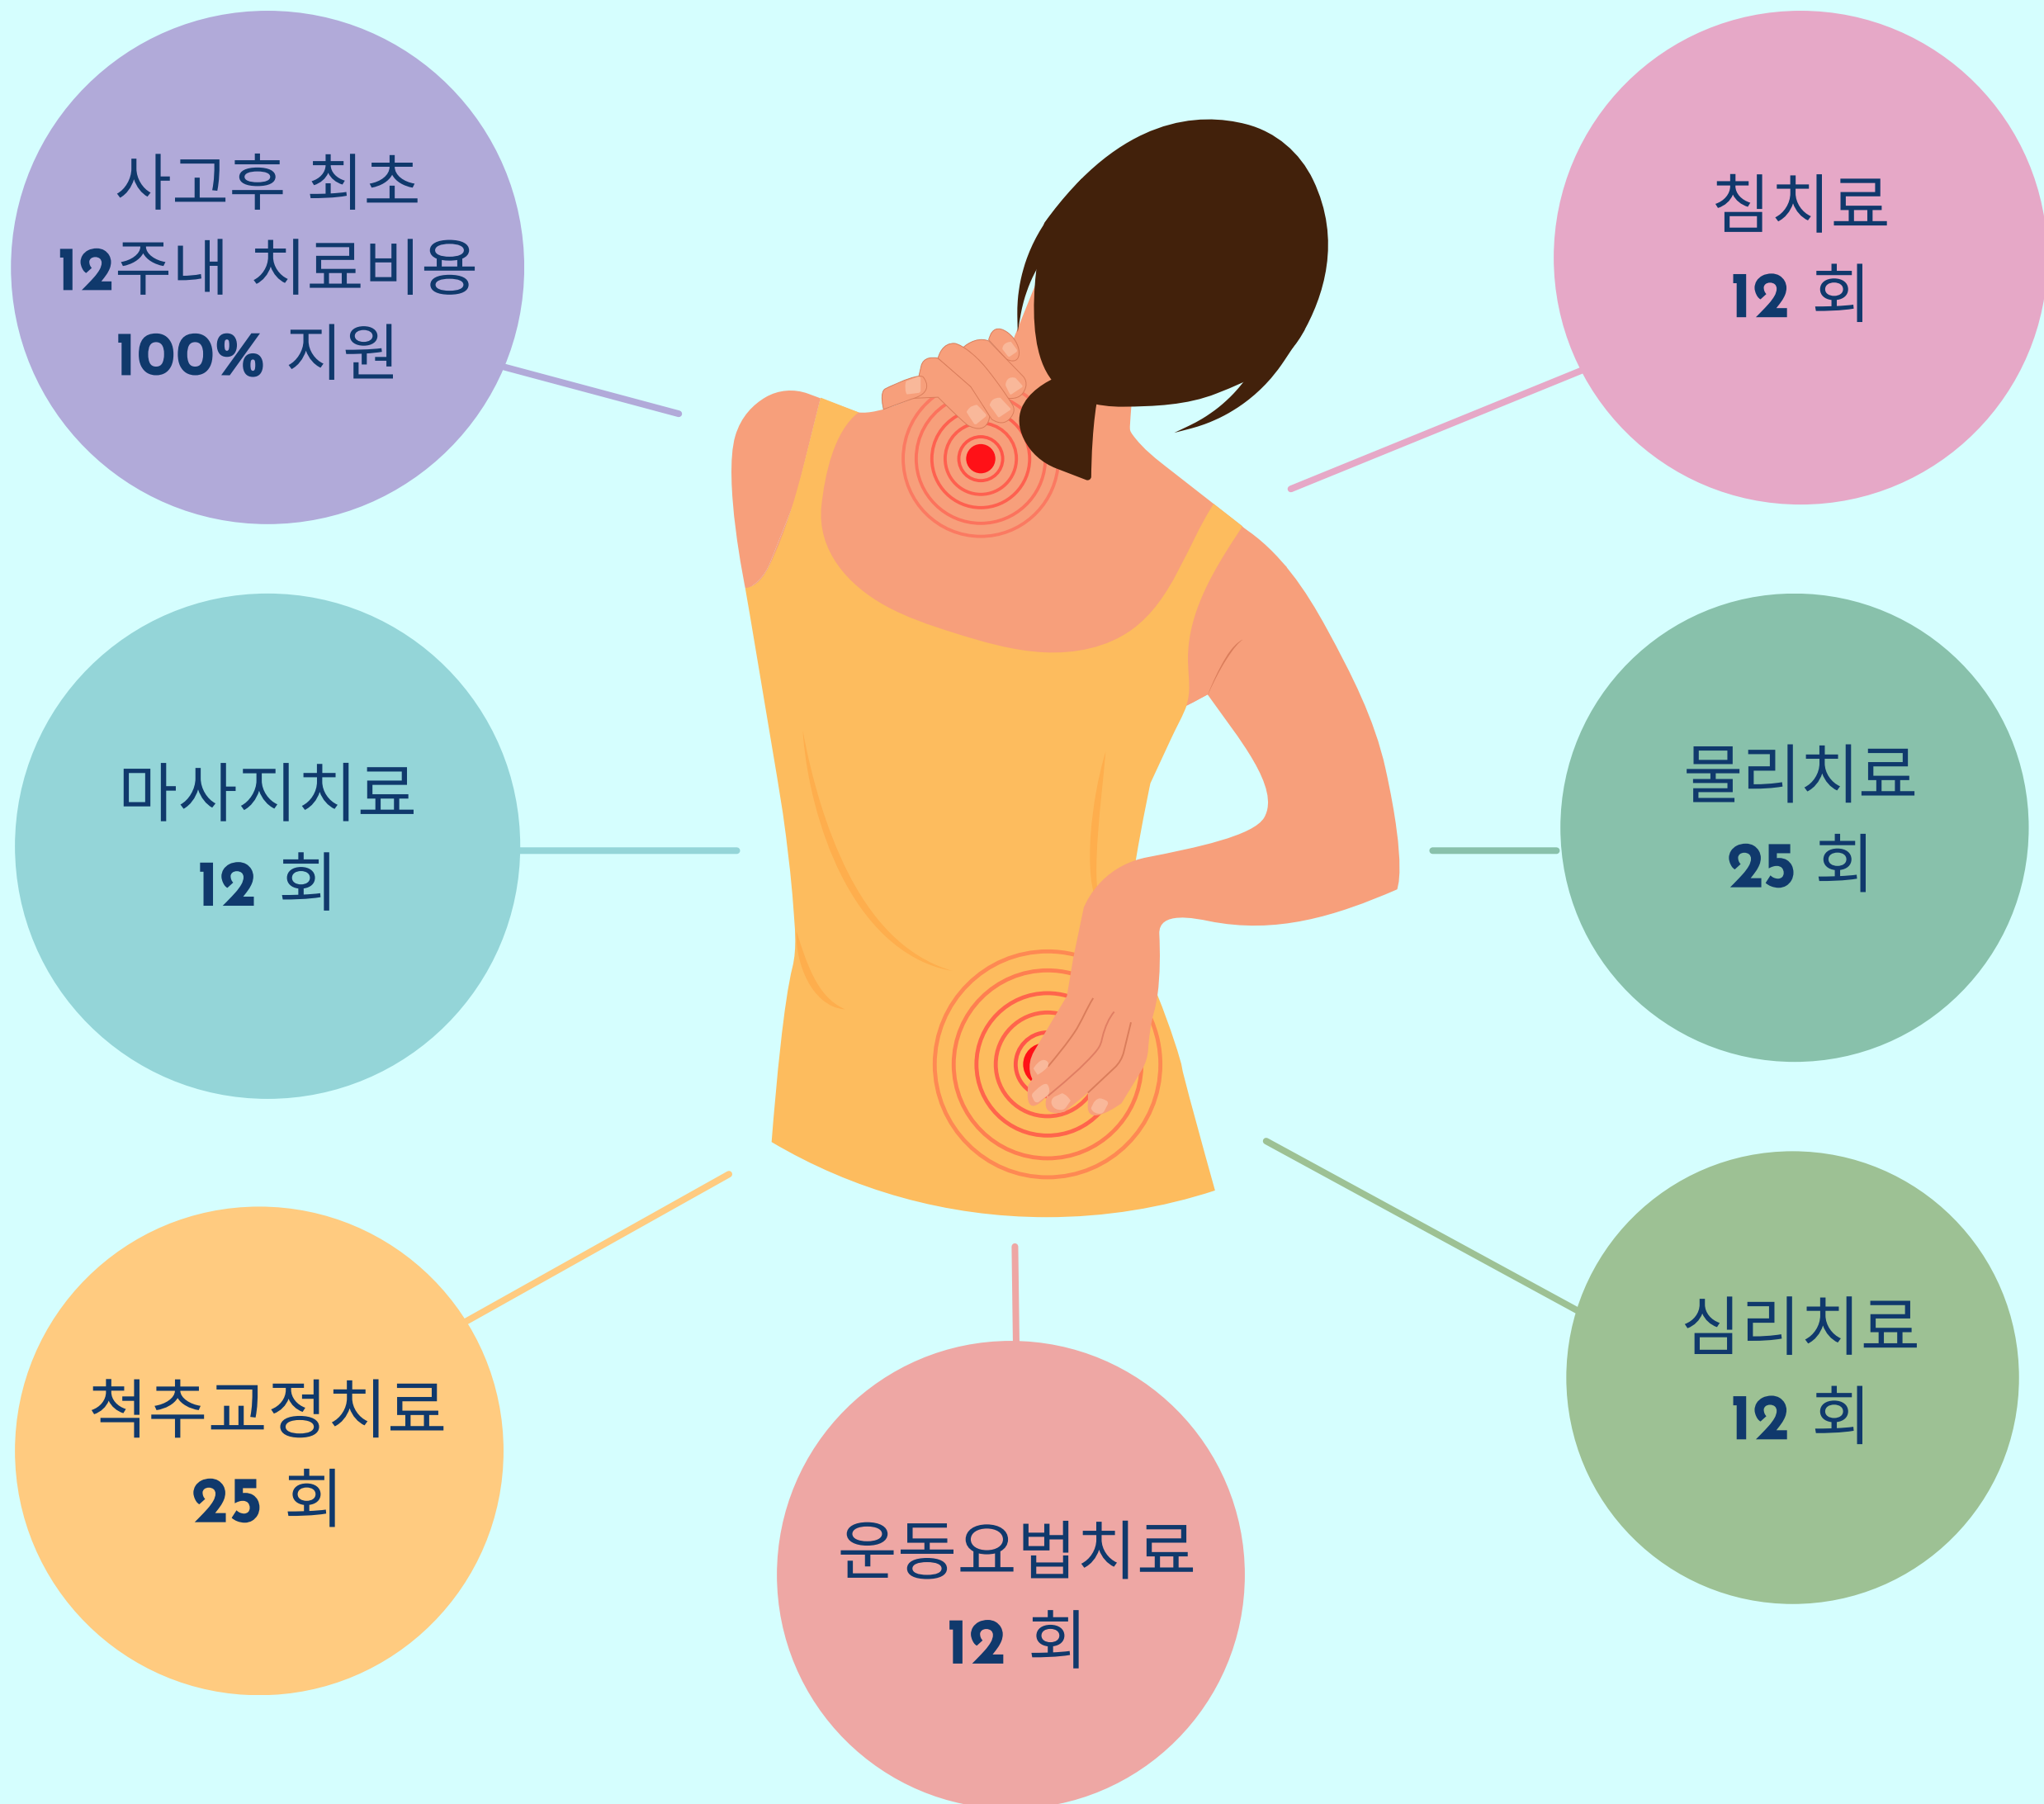 사고후 최초
12주내 치료비용
100% 지원
침치료
12 회
마사지치료
12 회
물리치료
25 회
척추교정치료
25 회
심리치료
12 회
운동요법치료
12 회